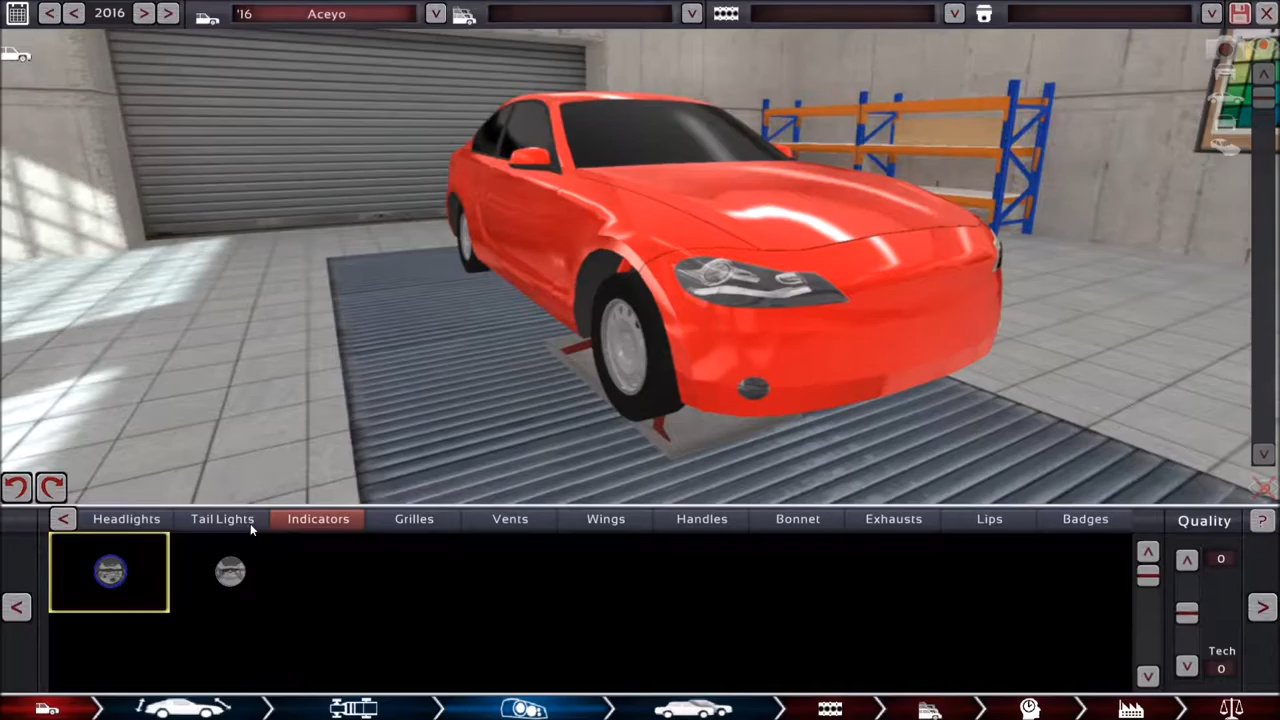 2016 '16 Aceyo
Headlights Tail Lights Indicators Grilles Vents Wings Handles Bonnet Exhausts Lips Badges Quality ?
0
Tech
0